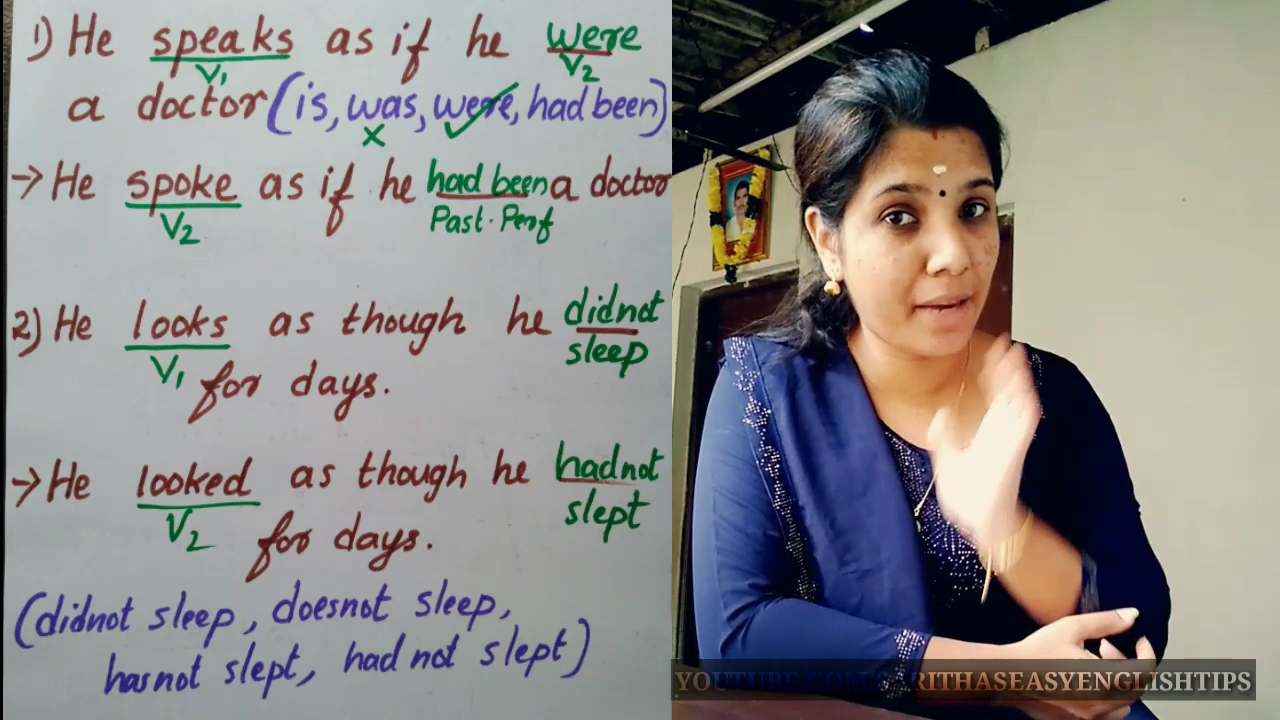 1) He speaks as if he were
V1 V2
a doctor (is, was, were, had been)
→ He spoke as if he had been a doctor
V2 Past. Perf
2) He looks as though he didnot
V1 sleep
for days.
→ He looked as though he hadnot
V2 slept
for days.
(didnot sleep, doesnot sleep,
hasnot slept, had not slept)